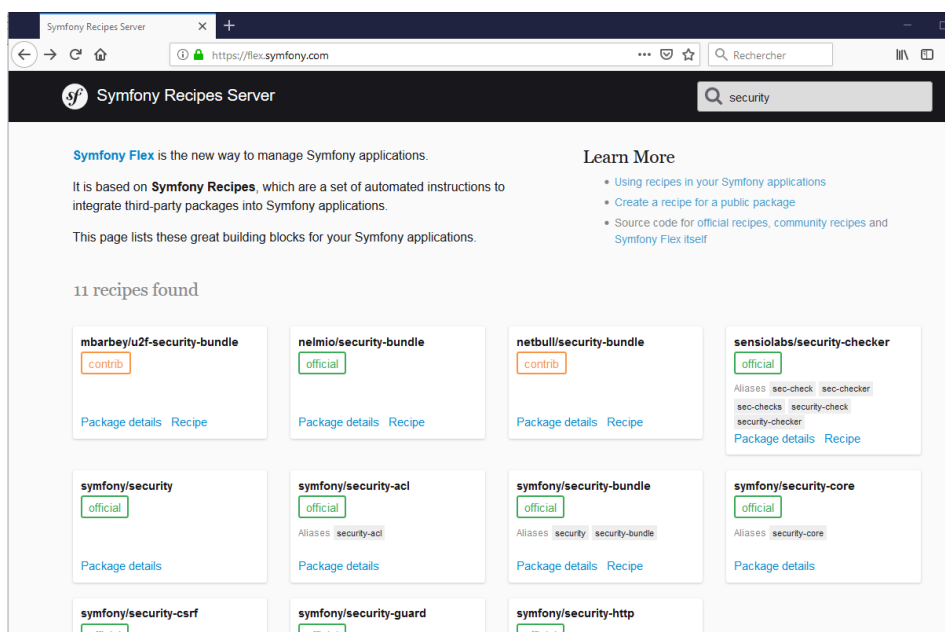 Symfony Recipes Server
https://flex.symfony.com
Rechercher
Symfony Recipes Server
security
Symfony Flex is the new way to manage Symfony applications.
It is based on Symfony Recipes, which are a set of automated instructions to
integrate third-party packages into Symfony applications.
This page lists these great building blocks for your Symfony applications.
Learn More
Using recipes in your Symfony applications
Create a recipe for a public package
Source code for official recipes, community recipes and
Symfony Flex itself
11 recipes found
mbarbey/u2f-security-bundle
contrib
Package details Recipe
nelmio/security-bundle
official
Package details Recipe
netbull/security-bundle
contrib
Package details Recipe
sensiolabs/security-checker
official
Aliases sec-check sec-checker
sec-checks security-check
security-checker
Package details Recipe
symfony/security
official
Package details
symfony/security-acl
official
Aliases security-acl
Package details
symfony/security-bundle
official
Aliases security security-bundle
Package details Recipe
symfony/security-core
official
Aliases security-core
Package details
symfony/security-csrf
symfony/security-guard
symfony/security-http